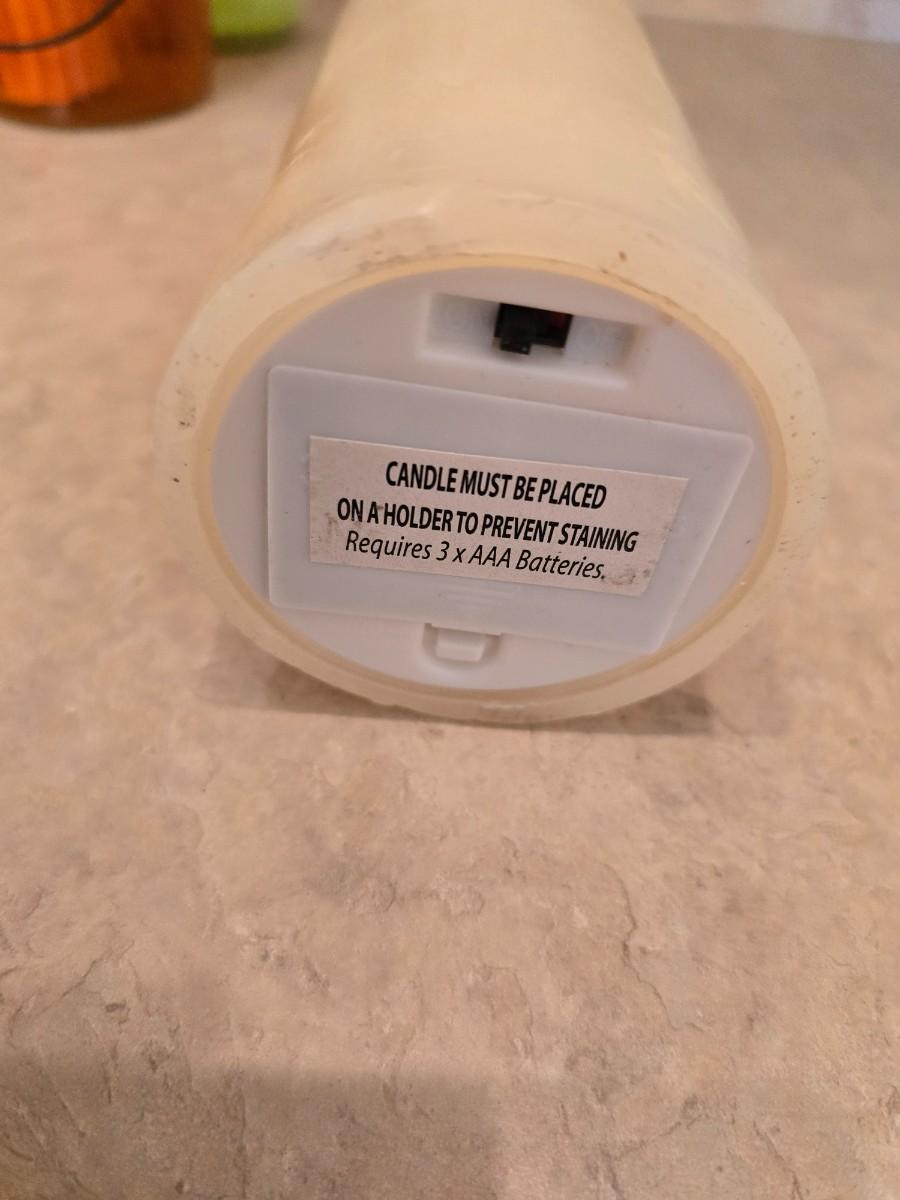 CANDLE MUST BE PLACED
ON A HOLDER TO PREVENT STAINING
Requires 3 x AAA Batteries.